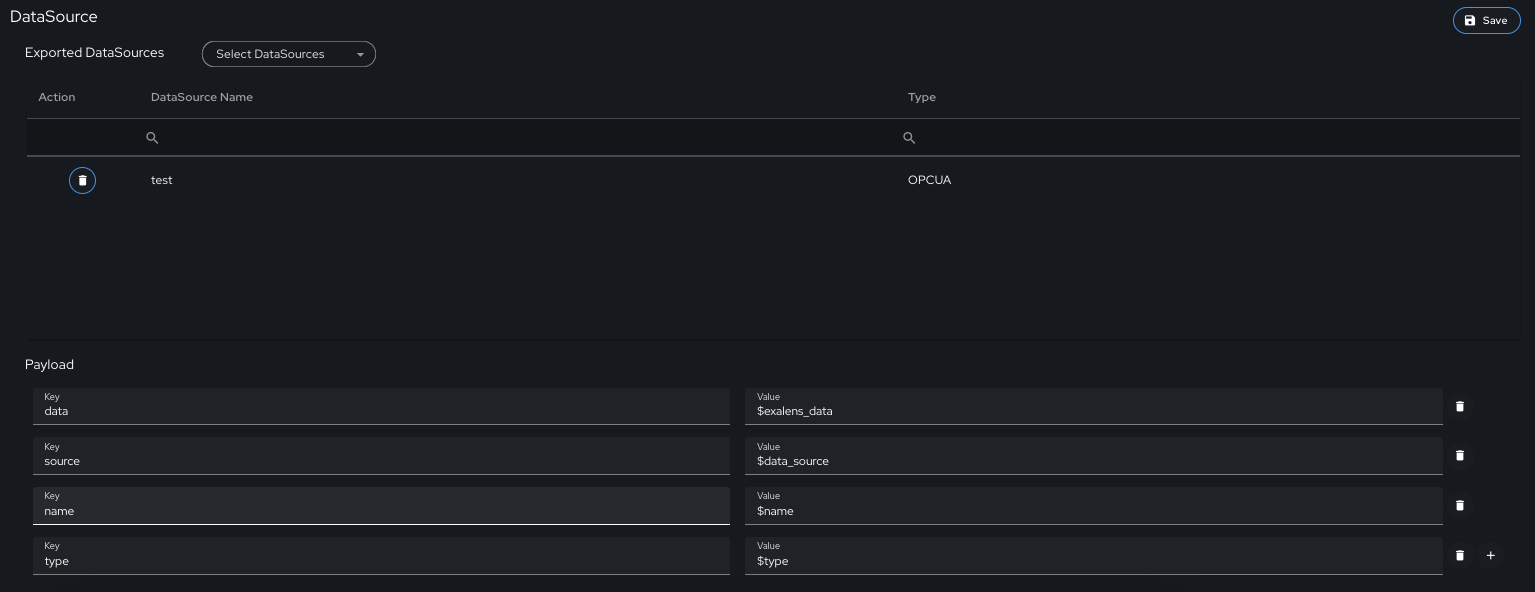 DataSource
Save
Exported DataSources
Select DataSources
Action
DataSource Name
Type
test
OPCUA
Payload
Key
data
Value
$exalens_data
Key
source
Value
$data_source
Key
name
Value
$name
Key
type
Value
$type